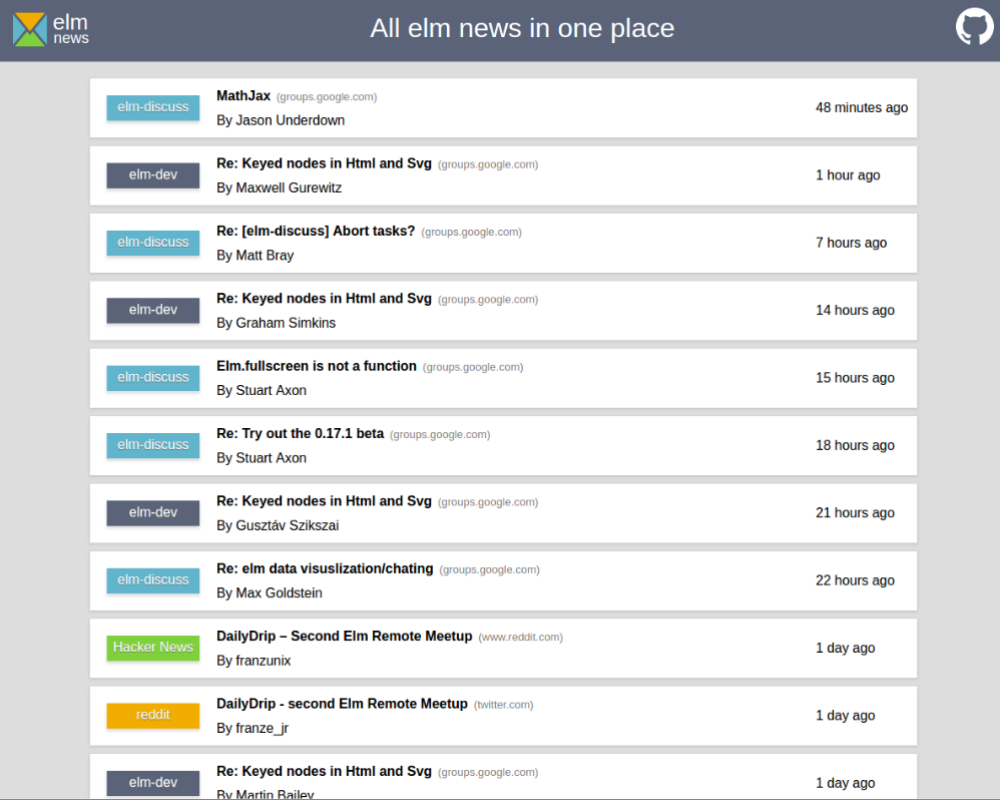 elm
news
All elm news in one place
elm-discuss
MathJax (groups.google.com)
By Jason Underdown
48 minutes ago
elm-dev
Re: Keyed nodes in Html and Svg (groups.google.com)
By Maxwell Gurewitz
1 hour ago
elm-discuss
Re: [elm-discuss] Abort tasks? (groups.google.com)
By Matt Bray
7 hours ago
elm-dev
Re: Keyed nodes in Html and Svg (groups.google.com)
By Graham Simkins
14 hours ago
elm-discuss
Elm.fullscreen is not a function (groups.google.com)
By Stuart Axon
15 hours ago
elm-discuss
Re: Try out the 0.17.1 beta (groups.google.com)
By Stuart Axon
18 hours ago
elm-dev
Re: Keyed nodes in Html and Svg (groups.google.com)
By Gusztáv Szikszai
21 hours ago
elm-discuss
Re: elm data visuslization/chating (groups.google.com)
By Max Goldstein
22 hours ago
Hacker News
DailyDrip – Second Elm Remote Meetup (www.reddit.com)
By franzunix
1 day ago
reddit
DailyDrip - second Elm Remote Meetup (twitter.com)
By franze_jr
1 day ago
elm-dev
Re: Keyed nodes in Html and Svg (groups.google.com)
By Martin Bailey
1 day ago